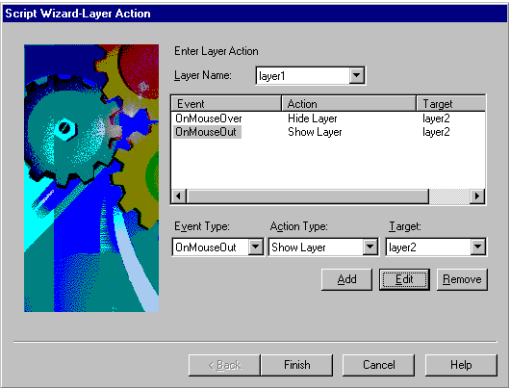 Script Wizard-Layer Action
Enter Layer Action
Layer Name: layer1
Event Action Target
OnMouseOver Hide Layer layer2
OnMouseOut Show Layer layer2
Event Type: Action Type: Target:
OnMouseOut Show Layer layer2
Add Edit Remove
< Back Finish Cancel Help